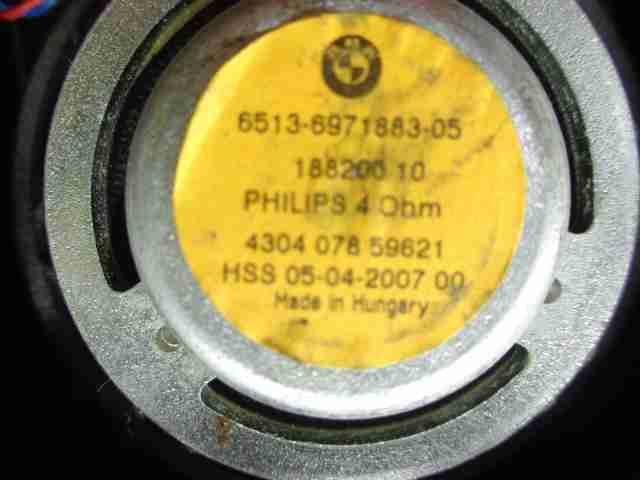 6513-6971883-05
188200 10
PHILIPS 4 Ohm
4304 078 59621
HSS 05-04-2007 00
Made in Hungary